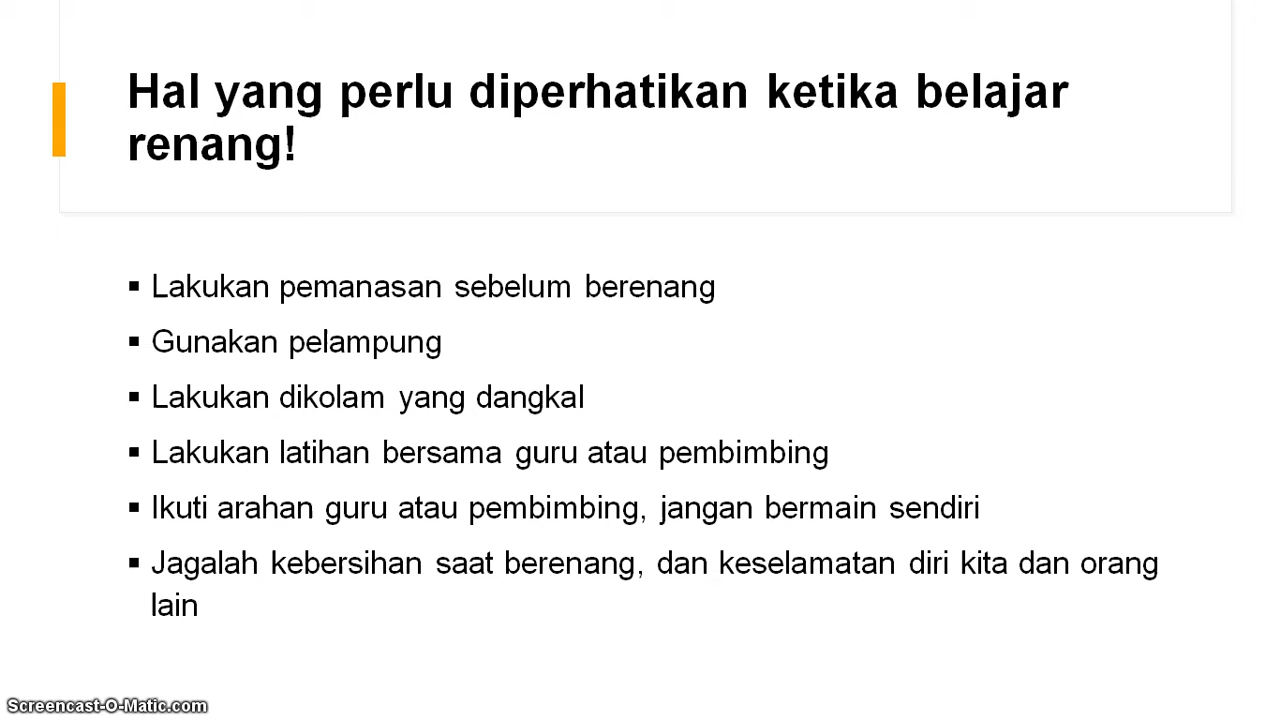 Hal yang perlu diperhatikan ketika belajar
renang!
▪ Lakukan pemanasan sebelum berenang
▪ Gunakan pelampung
▪ Lakukan dikolam yang dangkal
▪ Lakukan latihan bersama guru atau pembimbing
▪ Ikuti arahan guru atau pembimbing, jangan bermain sendiri
▪ Jagalah kebersihan saat berenang, dan keselamatan diri kita dan orang
lain
Screencast-O-Matic.com